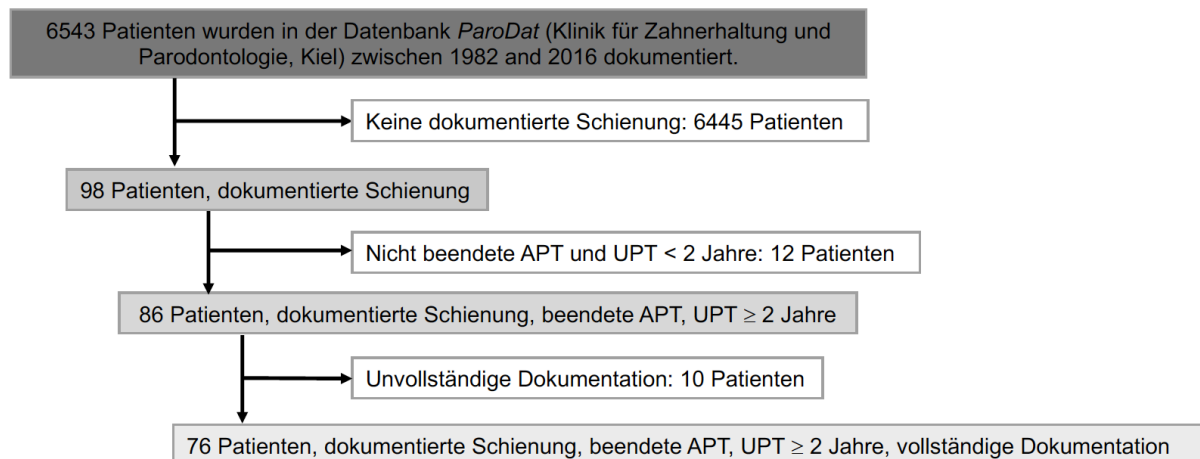 6543 Patienten wurden in der Datenbank ParoDat (Klinik für Zahnerhaltung und
Parodontologie, Kiel) zwischen 1982 and 2016 dokumentiert.
Keine dokumentierte Schienung: 6445 Patienten
98 Patienten, dokumentierte Schienung
Nicht beendete APT und UPT < 2 Jahre: 12 Patienten
86 Patienten, dokumentierte Schienung, beendete APT, UPT ≥ 2 Jahre
Unvollständige Dokumentation: 10 Patienten
76 Patienten, dokumentierte Schienung, beendete APT, UPT ≥ 2 Jahre, vollständige Dokumentation